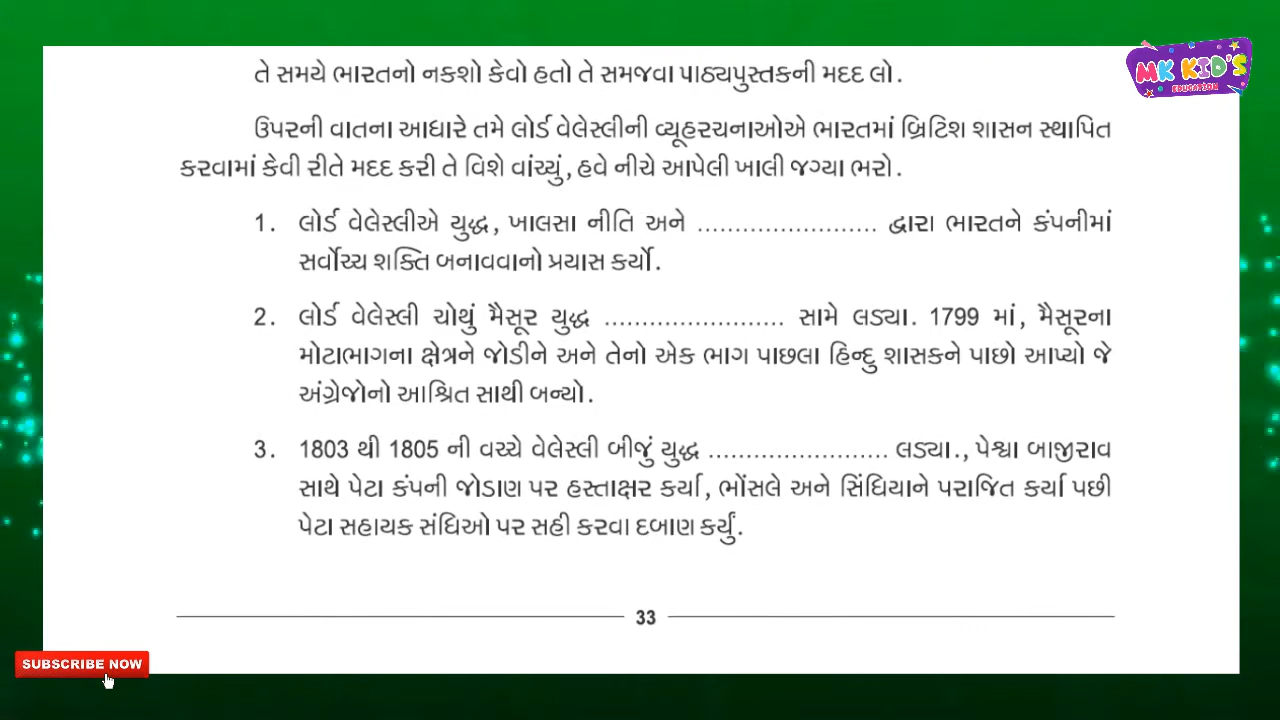 તે સમયે ભારતનો નકશો કેવો હતો તે સમજવા પાઠ્યપુસ્તકની મદદ લો.
MK KID'S
EDUCATION
ઉપરની વાતના આધારે તમે લોર્ડ વેલેસ્લીની વ્યૂહરચનાઓએ ભારતમાં બ્રિટિશ શાસન સ્થાપિત
કરવામાં કેવી રીતે મદદ કરી તે વિશે વાંચ્યું, હવે નીચે આપેલી ખાલી જગ્યા ભરો.
1. લોર્ડ વેલેસ્લીએ યુદ્ધ, ખાલસા નીતિ અને ........................ દ્વારા ભારતને કંપનીમાં
સર્વોચ્ચ શક્તિ બનાવવાનો પ્રયાસ કર્યો.
2. લોર્ડ વેલેસ્લી ચોથું મૈસૂર યુદ્ધ ........................ સામે લડ્યા. 1799 માં, મૈસૂરના
મોટાભાગના ક્ષેત્રને જોડીને અને તેનો એક ભાગ પાછલા હિન્દુ શાસકને પાછો આપ્યો જે
અંગ્રેજોનો આશ્રિત સાથી બન્યો.
3. 1803 થી 1805 ની વચ્ચે વેલેસ્લી બીજું યુદ્ધ ........................ લડ્યા., પેશ્વા બાજીરાવ
સાથે પેટા કંપની જોડાણ પર હસ્તાક્ષર કર્યા, ભોંસલે અને સિંધિયાને પરાજિત કર્યા પછી
પેટા સહાયક સંધિઓ પર સહી કરવા દબાણ કર્યું.
33
SUBSCRIBE NOW